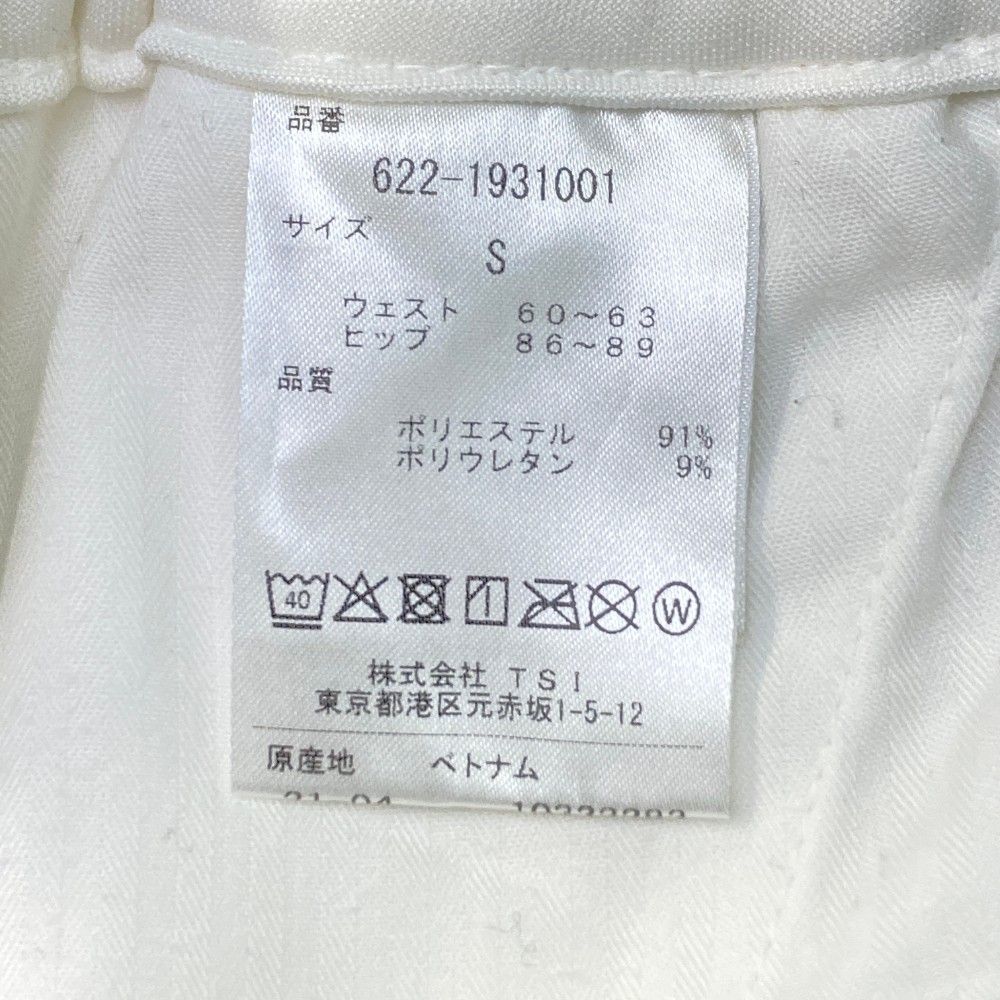 品番
622-1931001
サイズ
S
ウェスト 60〜63
ヒップ 86〜89
品質
ポリエステル 91%
ポリウレタン 9%
40 W
株式会社 TSI
東京都港区元赤坂1-5-12
原産地 ベトナム